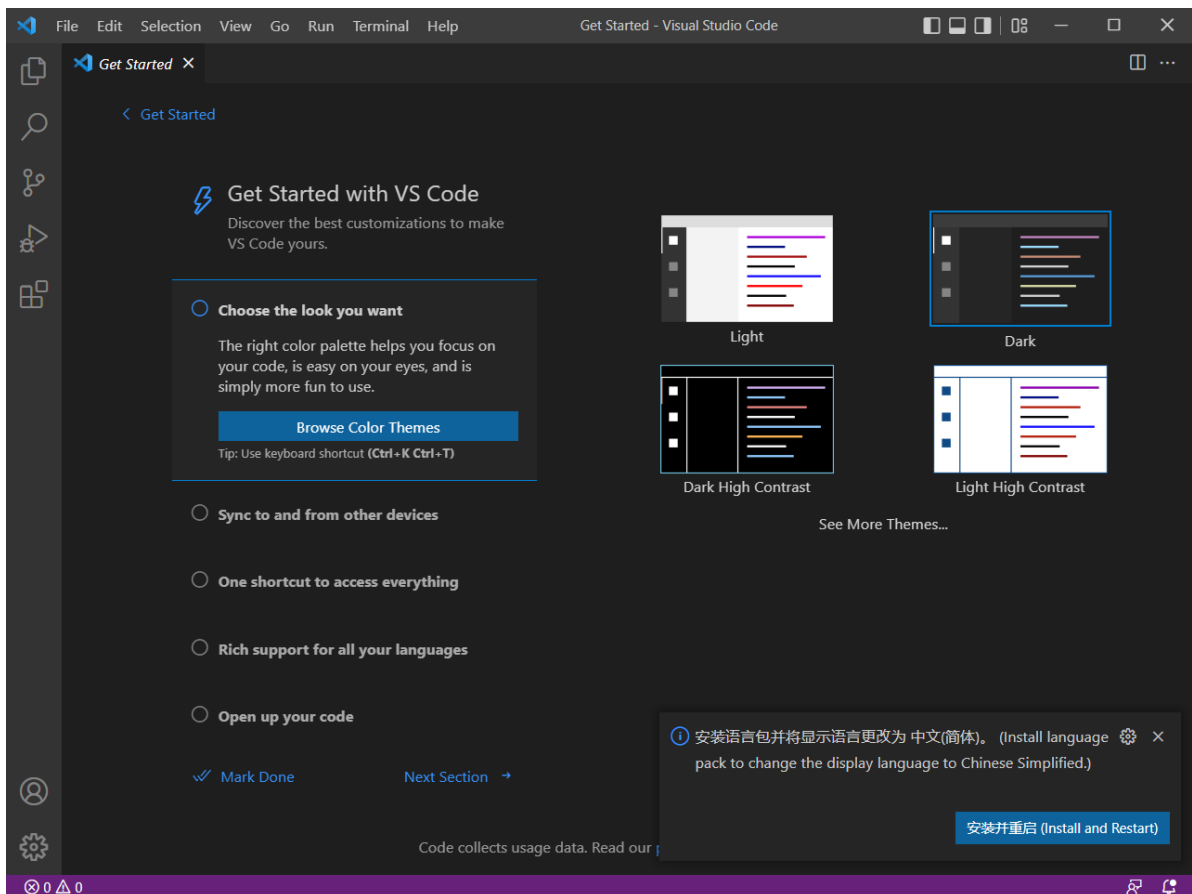 File Edit Selection View Go Run Terminal Help Get Started - Visual Studio Code
Get Started
Get Started
Get Started with VS Code
Discover the best customizations to make
VS Code yours.
Choose the look you want
The right color palette helps you focus on
your code, is easy on your eyes, and is
simply more fun to use.
Browse Color Themes
Tip: Use keyboard shortcut (Ctrl+K Ctrl+T)
Sync to and from other devices
One shortcut to access everything
Rich support for all your languages
Open up your code
Mark Done Next Section
Light Dark
Dark High Contrast Light High Contrast
See More Themes...
安装语言包并将显示语言更改为 中文(简体)。 (Install language
pack to change the display language to Chinese Simplified.)
安装并重启 (Install and Restart)
Code collects usage data. Read our
0 0